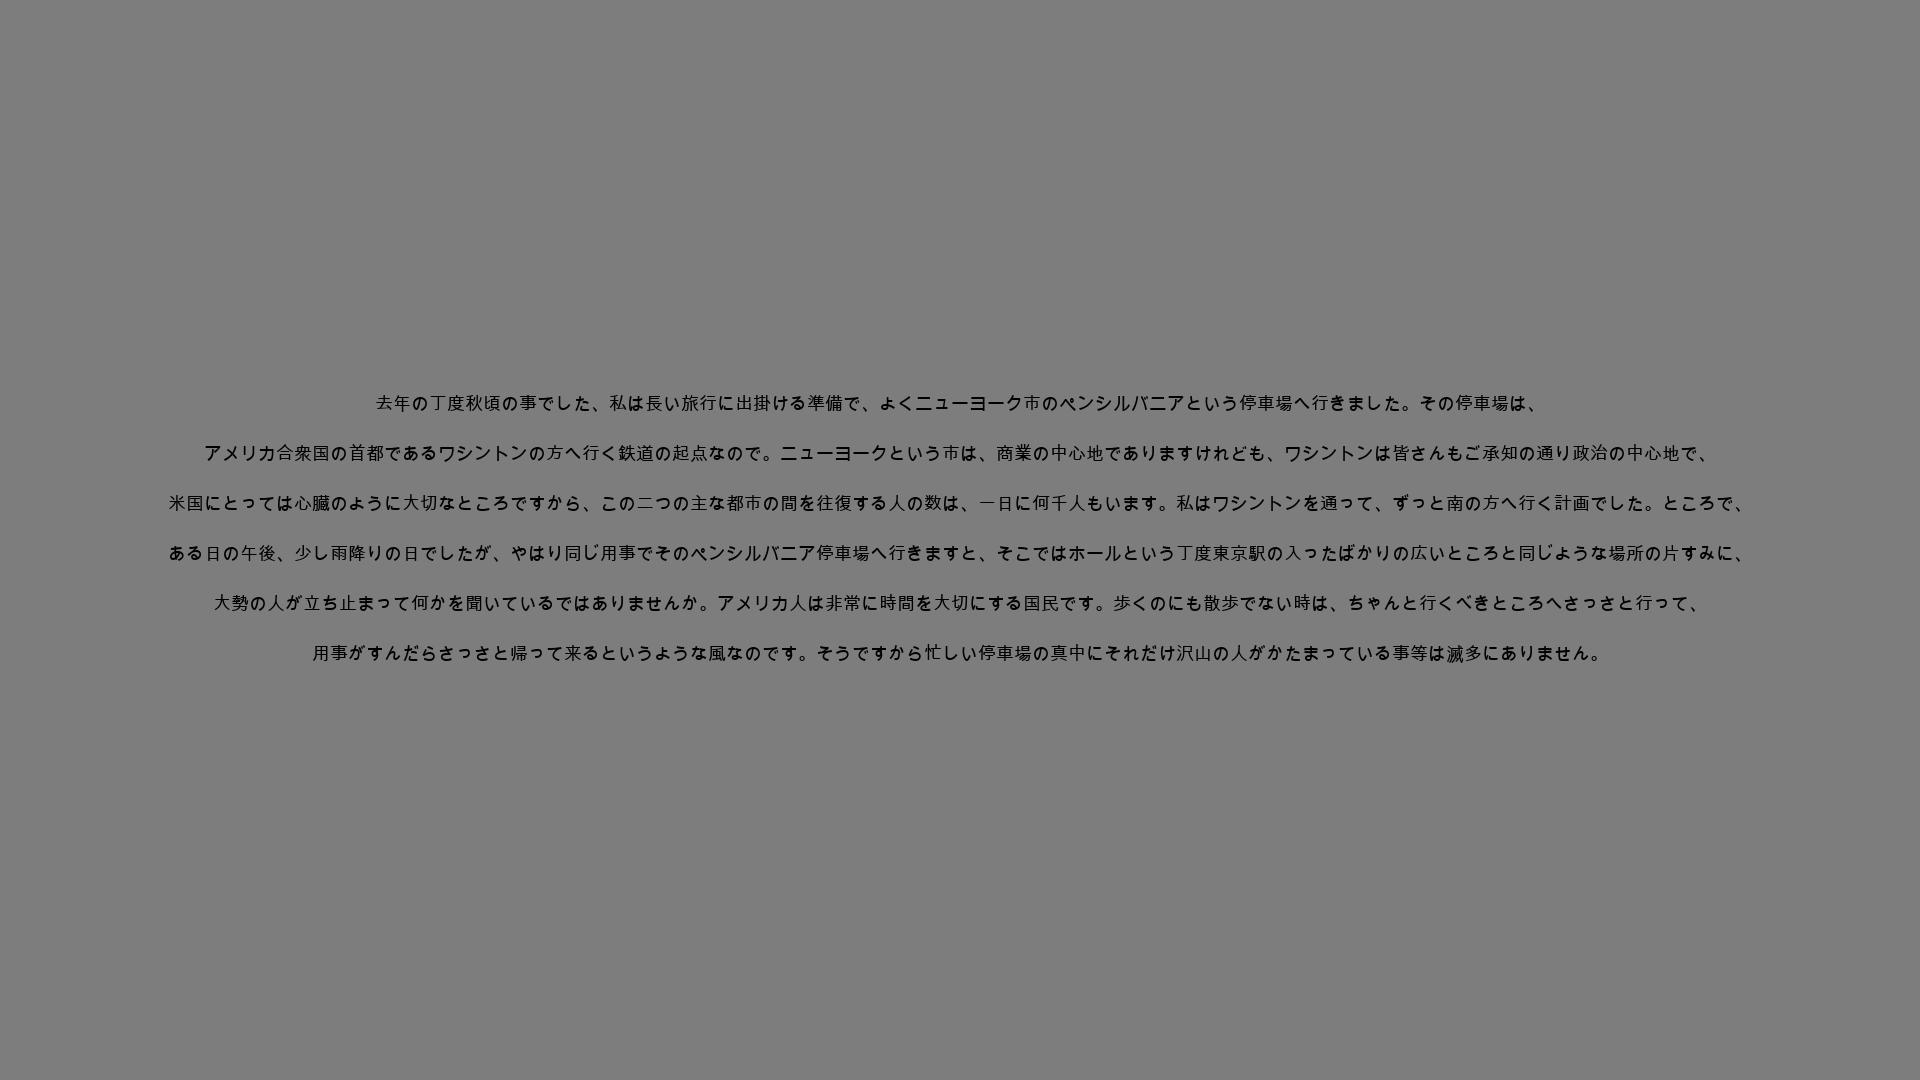 去年の丁度秋頃の事でした、私は長い旅行に出掛ける準備で、よくニューヨーク市のペンシルバニアという停車場へ行きました。その停車場は、
アメリカ合衆国の首都であるワシントンの方へ行く鉄道の起点なので。ニューヨークという市は、商業の中心地でありますけれども、ワシントンは皆さんもご承知の通り政治の中心地で、
米国にとっては心臓のように大切なところですから、この二つの主な都市の間を往復する人の数は、一日に何千人もいます。私はワシントンを通って、ずっと南の方へ行く計画でした。ところで、
ある日の午後、少し雨降りの日でしたが、やはり同じ用事でそのペンシルバニア停車場へ行きますと、そこではホールという丁度東京駅の入ったばかりの広いところと同じような場所の片すみに、
大勢の人が立ち止まって何かを聞いているではありませんか。アメリカ人は非常に時間を大切にする国民です。歩くのにも散歩でない時は、ちゃんと行くべきところへさっさと行って、
用事がすんだらさっさと帰って来るというような風なのです。そうですから忙しい停車場の真中にそれだけ沢山の人がかたまっている事等は滅多にありません。